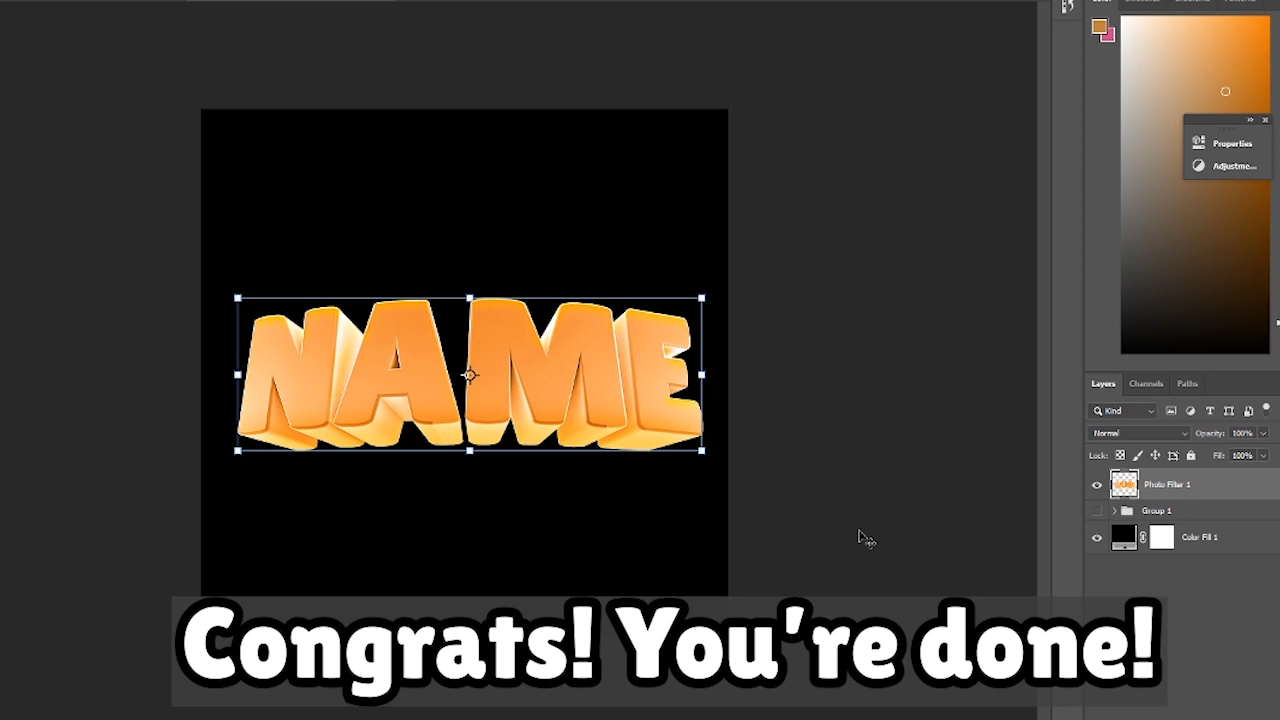 Properties
Adjustme...
NAME
Layers
Channels
Paths
Kind
Normal
Opacity: 100%
Lock:
Fill: 100%
Photo Filter 1
Group 1
Color Fill 1
Congrats! You're done!